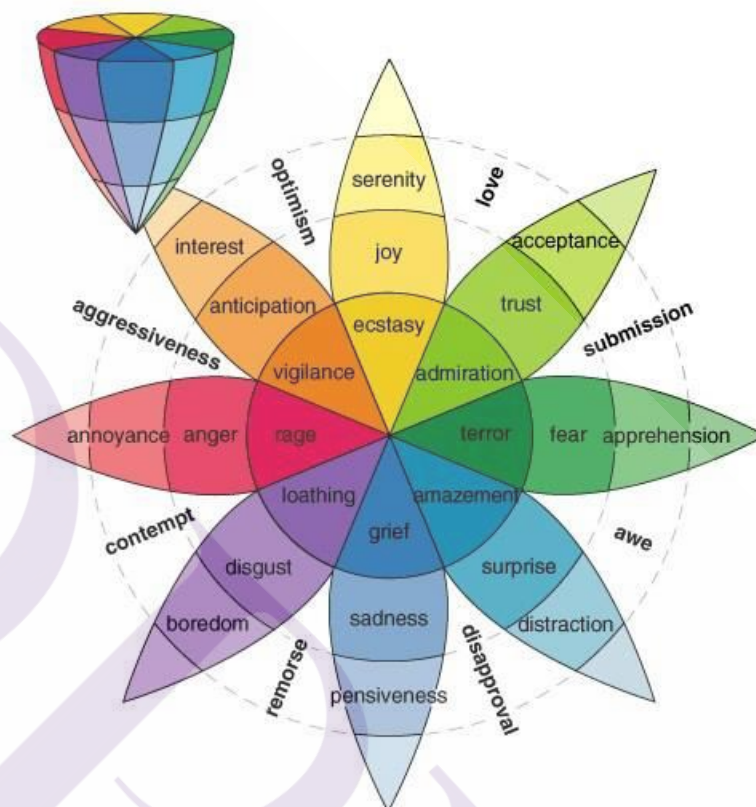 optimism
serenity
love
interest
joy
acceptance
anticipation
trust
aggressiveness
ecstasy
submission
vigilance
admiration
annoyance
anger
rage
terror
fear
apprehension
loathing
amazement
contempt
grief
awe
disgust
surprise
boredom
sadness
distraction
remorse
disapproval
pensiveness